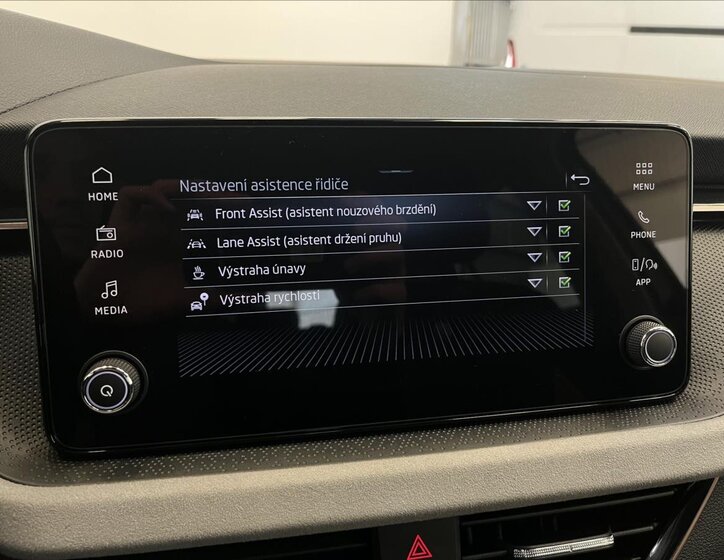 HOME
RADIO
MEDIA
Nastavení asistence řidiče
Front Assist (asistent nouzového brzdění)
Lane Assist (asistent držení pruhu)
Výstraha únavy
Výstraha rychlosti
MENU
PHONE
APP